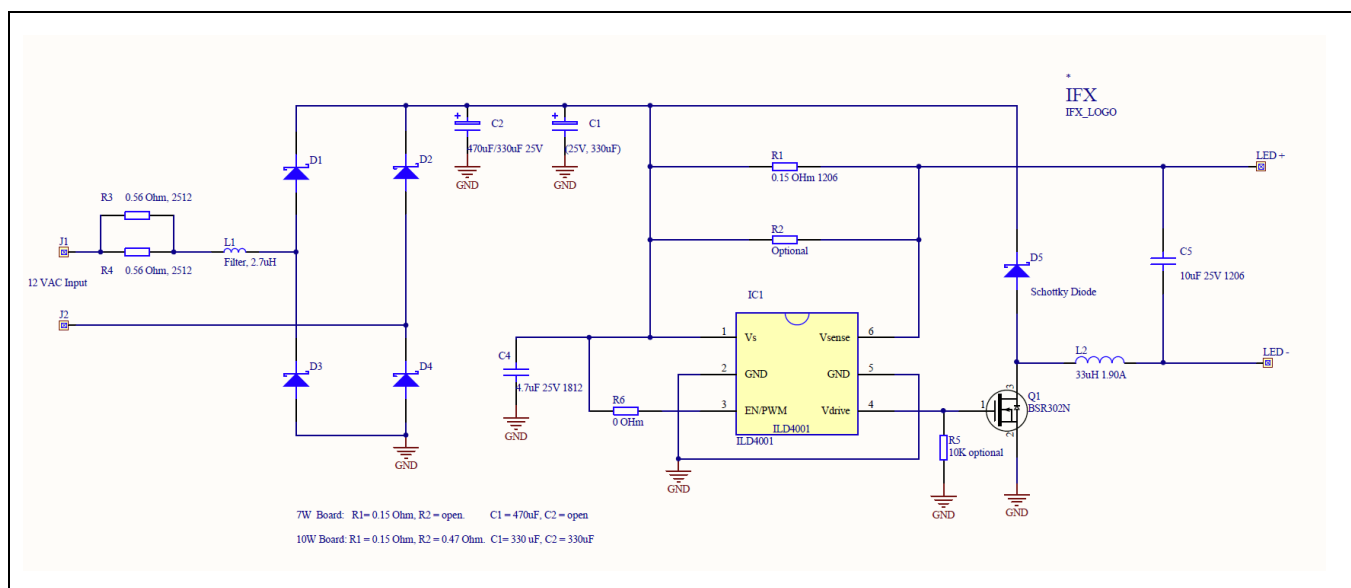 *
IFX
IFX_LOGO
D1
D2
+
C2
470uF/330uF 25V
GND
+
C1
(25V, 330uF)
GND
R1
0.15 OHm 1206
LED +
R3
0.56 Ohm, 2512
J1
L1
Filter, 2.7uH
R4
0.56 Ohm, 2512
12 VAC Input
J2
R2
Optional
D5
Schottky Diode
C5
10uF 25V 1206
IC1
1
Vs
Vsense
6
2
GND
GND
5
3
EN/PWM
Vdrive
4
ILD4001
ILD4001
C4
4.7uF 25V 1812
GND
R6
0 OHm
D3
D4
GND
GND
L2
33uH 1.90A
LED -
3
Q1
BSR302N
1
2
R5
10K optional
GND
GND
7W Board: R1= 0.15 Ohm, R2 = open. C1 = 470uF, C2 = open
10W Board: R1 = 0.15 Ohm, R2 = 0.47 Ohm. C1= 330 uF, C2 = 330uF